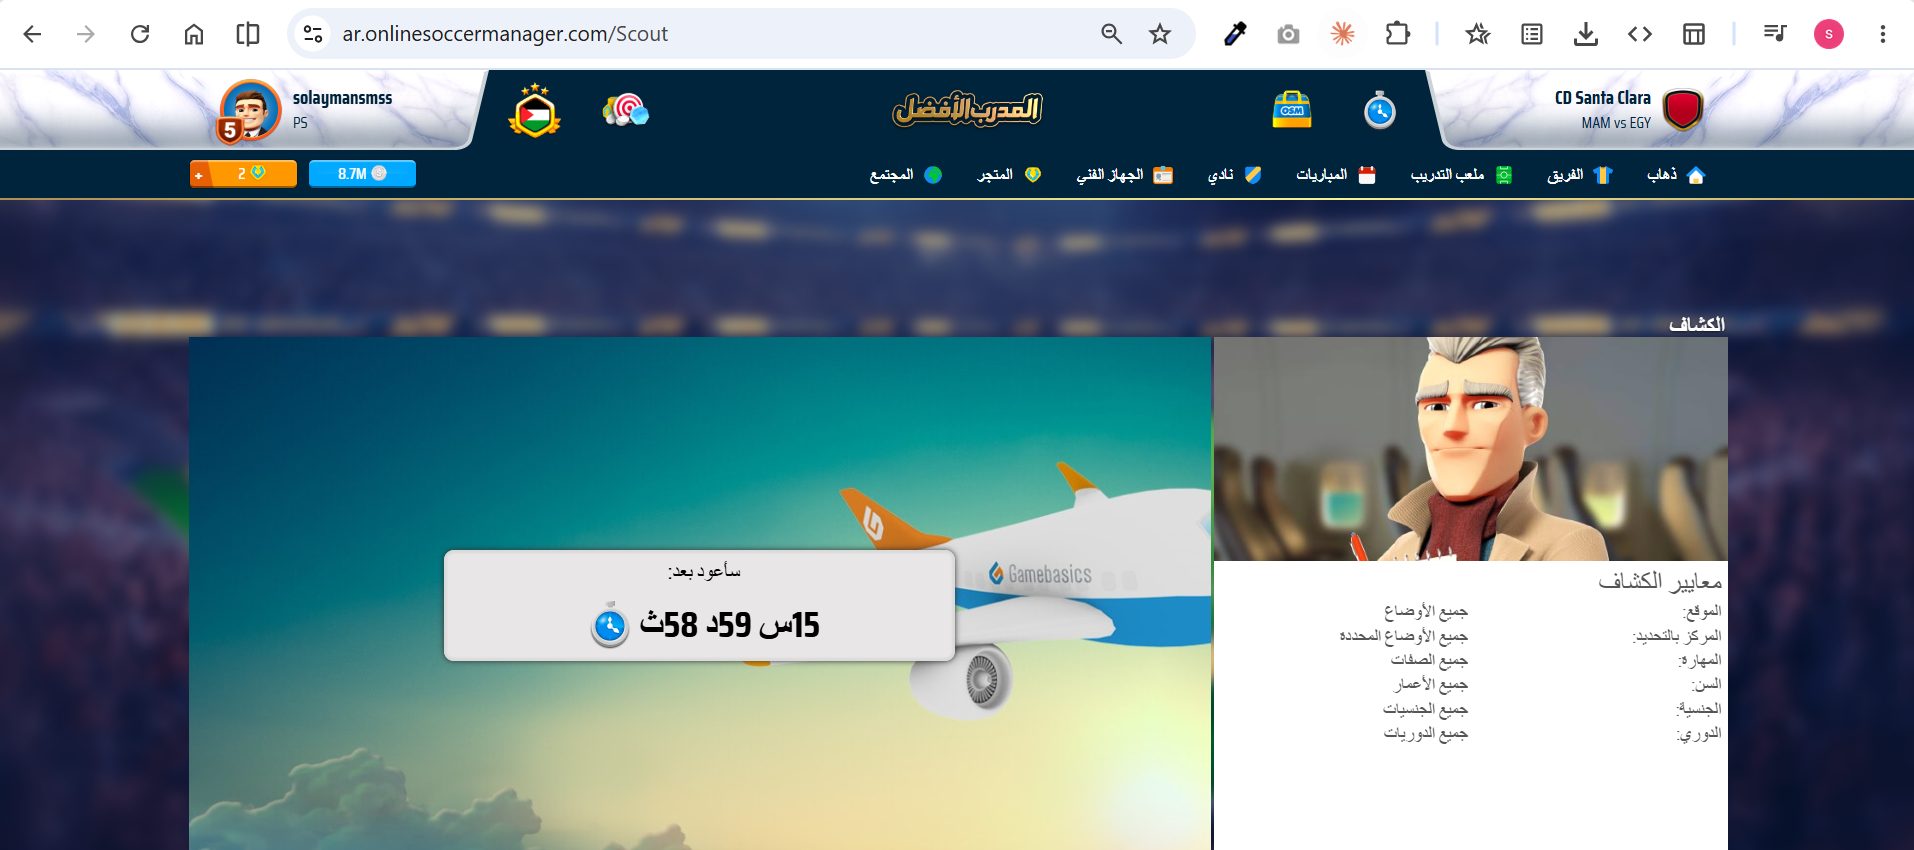 ar.onlinesoccermanager.com/Scout
S
solaymansmss
PS
5
المدرب الأفضل
OSM
CD Santa Clara
MAM vs EGY
+ 2
8.7M
ذهاب
الفريق
ملعب التدريب
المباريات
نادي
الجهاز الفني
المتجر
المجتمع
الكشاف
سأعود بعد:
15س 59د 58ث
Gamebasics
معايير الكشاف
الموقع: جميع الأوضاع
المركز بالتحديد: جميع الأوضاع المحددة
المهارة: جميع الصفات
السن: جميع الأعمار
الجنسية: جميع الجنسيات
الدوري: جميع الدوريات